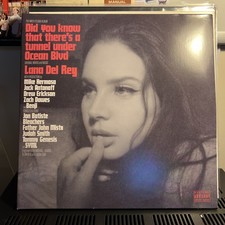 Did you know
that there's a
tunnel under
Ocean Blvd
Lana Del Rey
Mike Hermosa
Jack Antonoff
Drew Erickson
Zach Dawes
Benji
Jon Batiste
Bleachers
Father John Misty
Judah Smith
Tommy Genesis
SYML